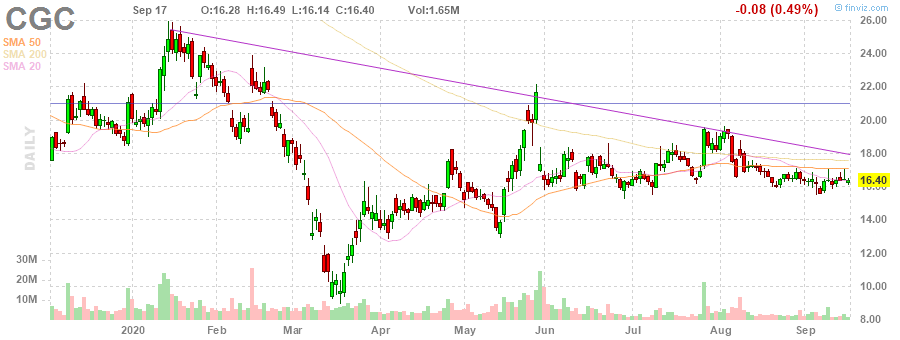 CGC
Sep 17 O:16.28 H:16.49 L:16.14 C:16.40 Vol:1.65M -0.08 (0.49%) © finviz.com
SMA 50
SMA 200
SMA 20
DAILY
26.00
24.00
22.00
20.00
18.00
16.40
16.00
14.00
12.00
10.00
8.00
30M
20M
10M
2020 Feb Mar Apr May Jun Jul Aug Sep